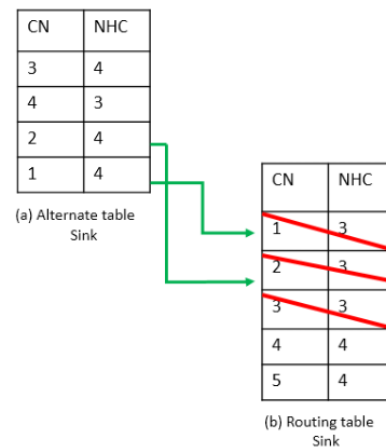 CN NHC
3 4
4 3
2 4
1 4
(a) Alternate table
Sink
CN NHC
1 3
2 3
3 3
4 4
5 4
(b) Routing table
Sink